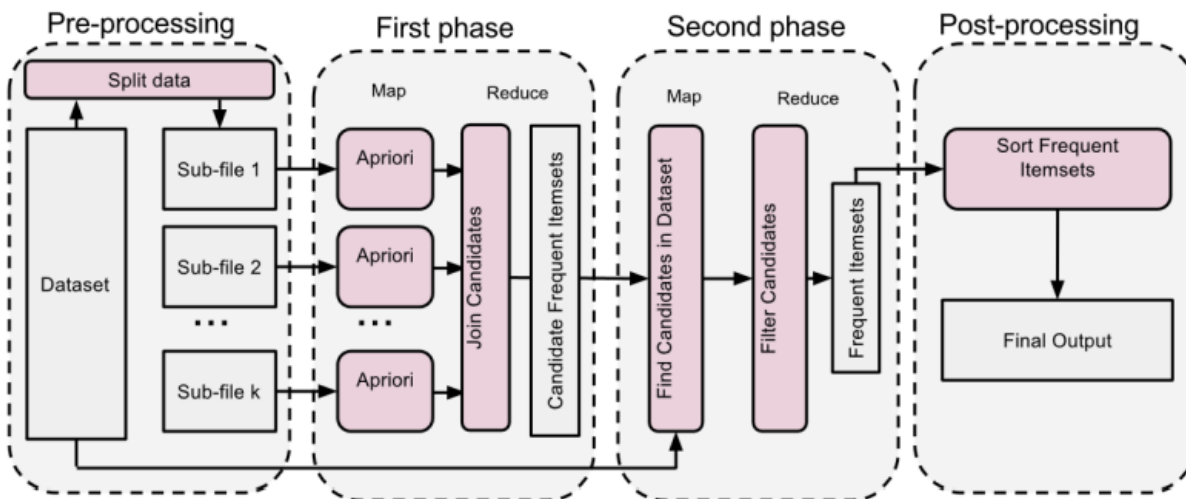 Pre-processing
First phase
Second phase
Post-processing
Split data
Dataset
Sub-file 1
Sub-file 2
...
Sub-file k
Map
Reduce
Apriori
Apriori
...
Apriori
Join Candidates
Candidate Frequent Itemsets
Map
Reduce
Find Candidates in Dataset
Filter Candidates
Frequent Itemsets
Sort Frequent
Itemsets
Final Output